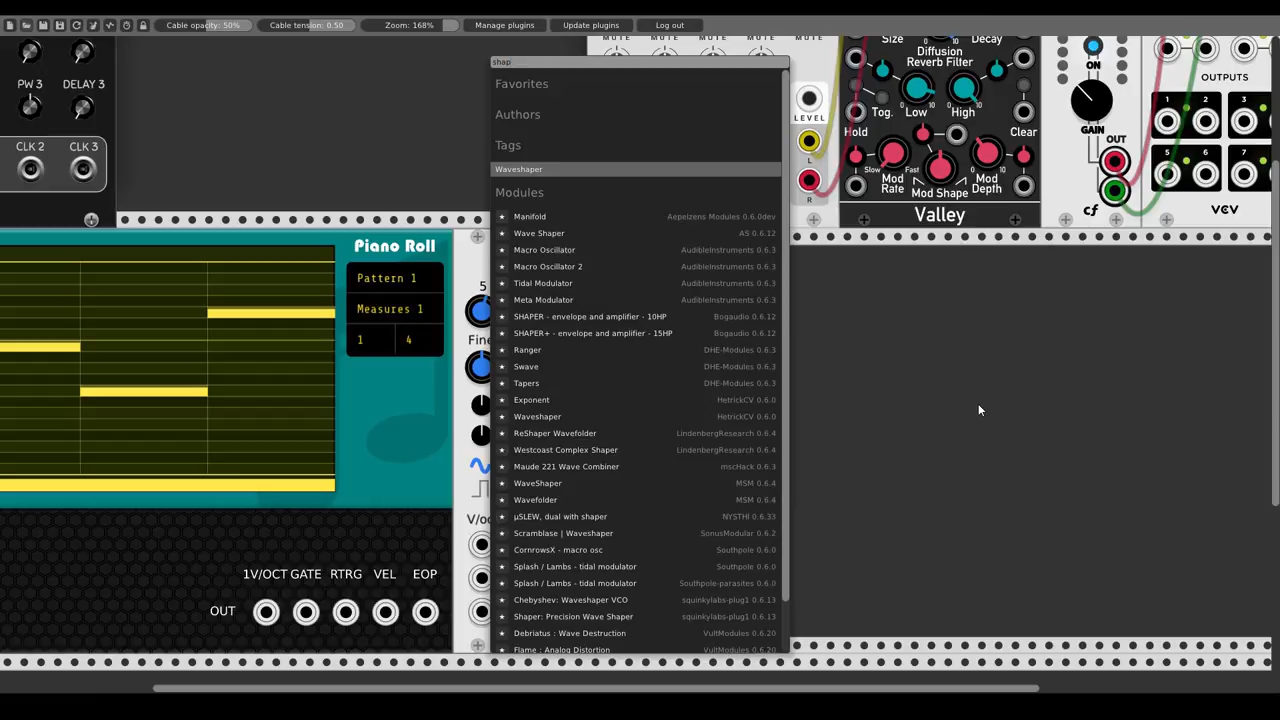 Cable opacity: 50%
Cable tension: 0.50
Zoom: 168%
Manage plugins
Update plugins
Log out
PW 3
DELAY 3
CLK 2
CLK 3
Piano Roll
Pattern 1
Measures 1
1
4
1V/OCT GATE RTRG VEL EOP
OUT
5
Fine
V/oct
shap
Favorites
Authors
Tags
Waveshaper
Modules
Manifold Aepelzens Modules 0.6.0dev
Wave Shaper AS 0.6.12
Macro Oscillator AudibleInstruments 0.6.3
Macro Oscillator 2 AudibleInstruments 0.6.3
Tidal Modulator AudibleInstruments 0.6.3
Meta Modulator AudibleInstruments 0.6.3
SHAPER - envelope and amplifier - 10HP Bogaudio 0.6.12
SHAPER+ - envelope and amplifier - 15HP Bogaudio 0.6.12
Ranger DHE-Modules 0.6.3
Swave DHE-Modules 0.6.3
Tapers DHE-Modules 0.6.3
Exponent HetrickCV 0.6.0
Waveshaper HetrickCV 0.6.0
ReShaper Wavefolder LindenbergResearch 0.6.4
Westcoast Complex Shaper LindenbergResearch 0.6.4
Maude 221 Wave Combiner mscHack 0.6.3
WaveShaper MSM 0.6.4
Wavefolder MSM 0.6.4
µSLEW, dual with shaper NYSTHI 0.6.33
Scramblase | Waveshaper SonusModular 0.6.2
CornrowsX - macro osc Southpole 0.6.0
Splash / Lambs - tidal modulator Southpole 0.6.0
Splash / Lambs - tidal modulator Southpole-parasites 0.6.0
Chebyshev: Waveshaper VCO squinkylabs-plug1 0.6.13
Shaper: Precision Wave Shaper squinkylabs-plug1 0.6.13
Debriatus : Wave Destruction VultModules 0.6.20
Flame : Analog Distortion VultModules 0.6.20
MUTE MUTE MUTE MUTE MUTE
LEVEL
L
R
Size
Decay
Diffusion
Reverb Filter
Tog.
Low
High
0 10
0 10
Hold
Clear
Slow
Fast
0 10
Mod Rate
Mod Shape
Mod Depth
Valley
ON
GAIN
OUT
cf
OUTPUTS
1 2 3
5 6 7
VCV